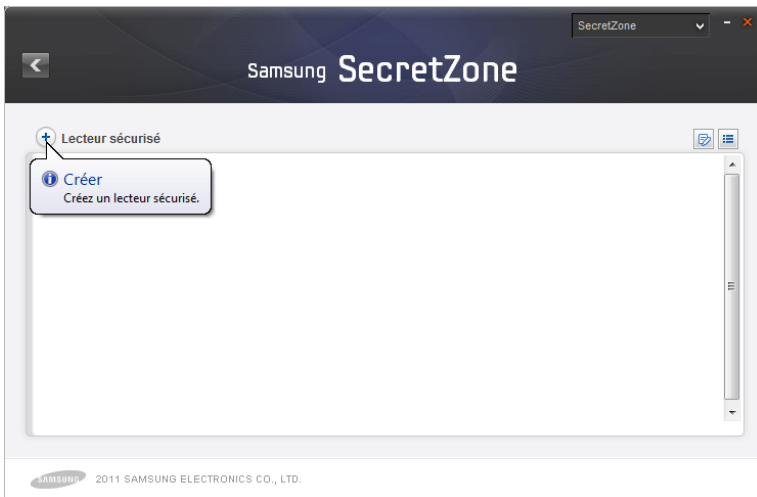 SecretZone
Samsung SecretZone
Lecteur sécurisé
Créer
Créez un lecteur sécurisé.
SAMSUNG 2011 SAMSUNG ELECTRONICS CO., LTD.